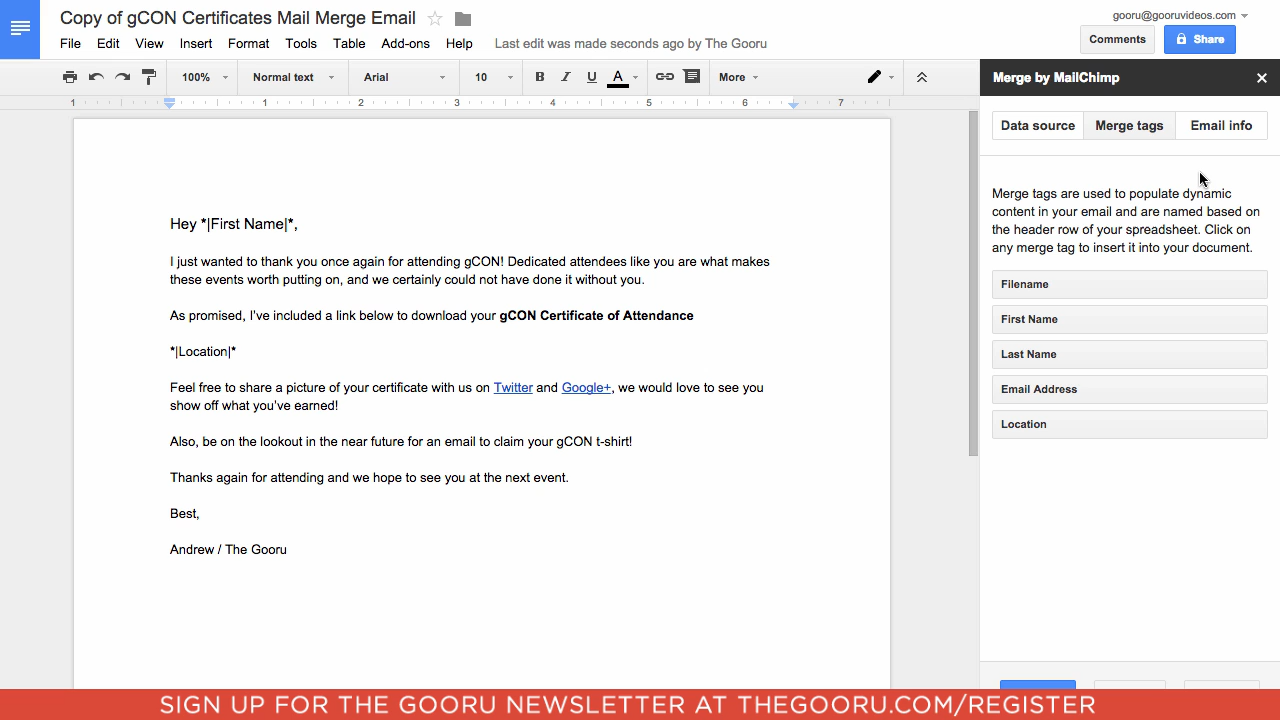 Copy of gCON Certificates Mail Merge Email
gooru@gooruvideos.com
File Edit View Insert Format Tools Table Add-ons Help Last edit was made seconds ago by The Gooru
Comments Share
100% Normal text Arial 10 B I U A More
1 1 2 3 4 5 6 7
Merge by MailChimp
Data source Merge tags Email info
Merge tags are used to populate dynamic
content in your email and are named based on
the header row of your spreadsheet. Click on
any merge tag to insert it into your document.
Filename
First Name
Last Name
Email Address
Location
Hey *|First Name|*,
I just wanted to thank you once again for attending gCON! Dedicated attendees like you are what makes
these events worth putting on, and we certainly could not have done it without you.
As promised, I've included a link below to download your gCON Certificate of Attendance
*|Location|*
Feel free to share a picture of your certificate with us on Twitter and Google+, we would love to see you
show off what you've earned!
Also, be on the lookout in the near future for an email to claim your gCON t-shirt!
Thanks again for attending and we hope to see you at the next event.
Best,
Andrew / The Gooru
SIGN UP FOR THE GOORU NEWSLETTER AT THEGOORU.COM/REGISTER